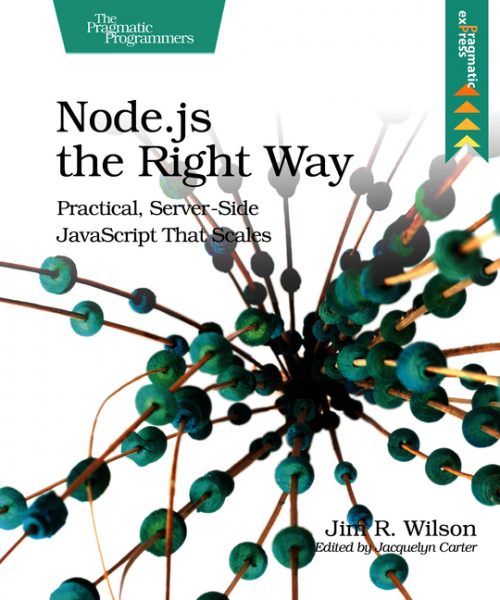 The
Pragmatic
Programmers
Pragmatic
exPress
Node.js
the Right Way
Practical, Server-Side
JavaScript That Scales
Jim R. Wilson
Edited by Jacquelyn Carter